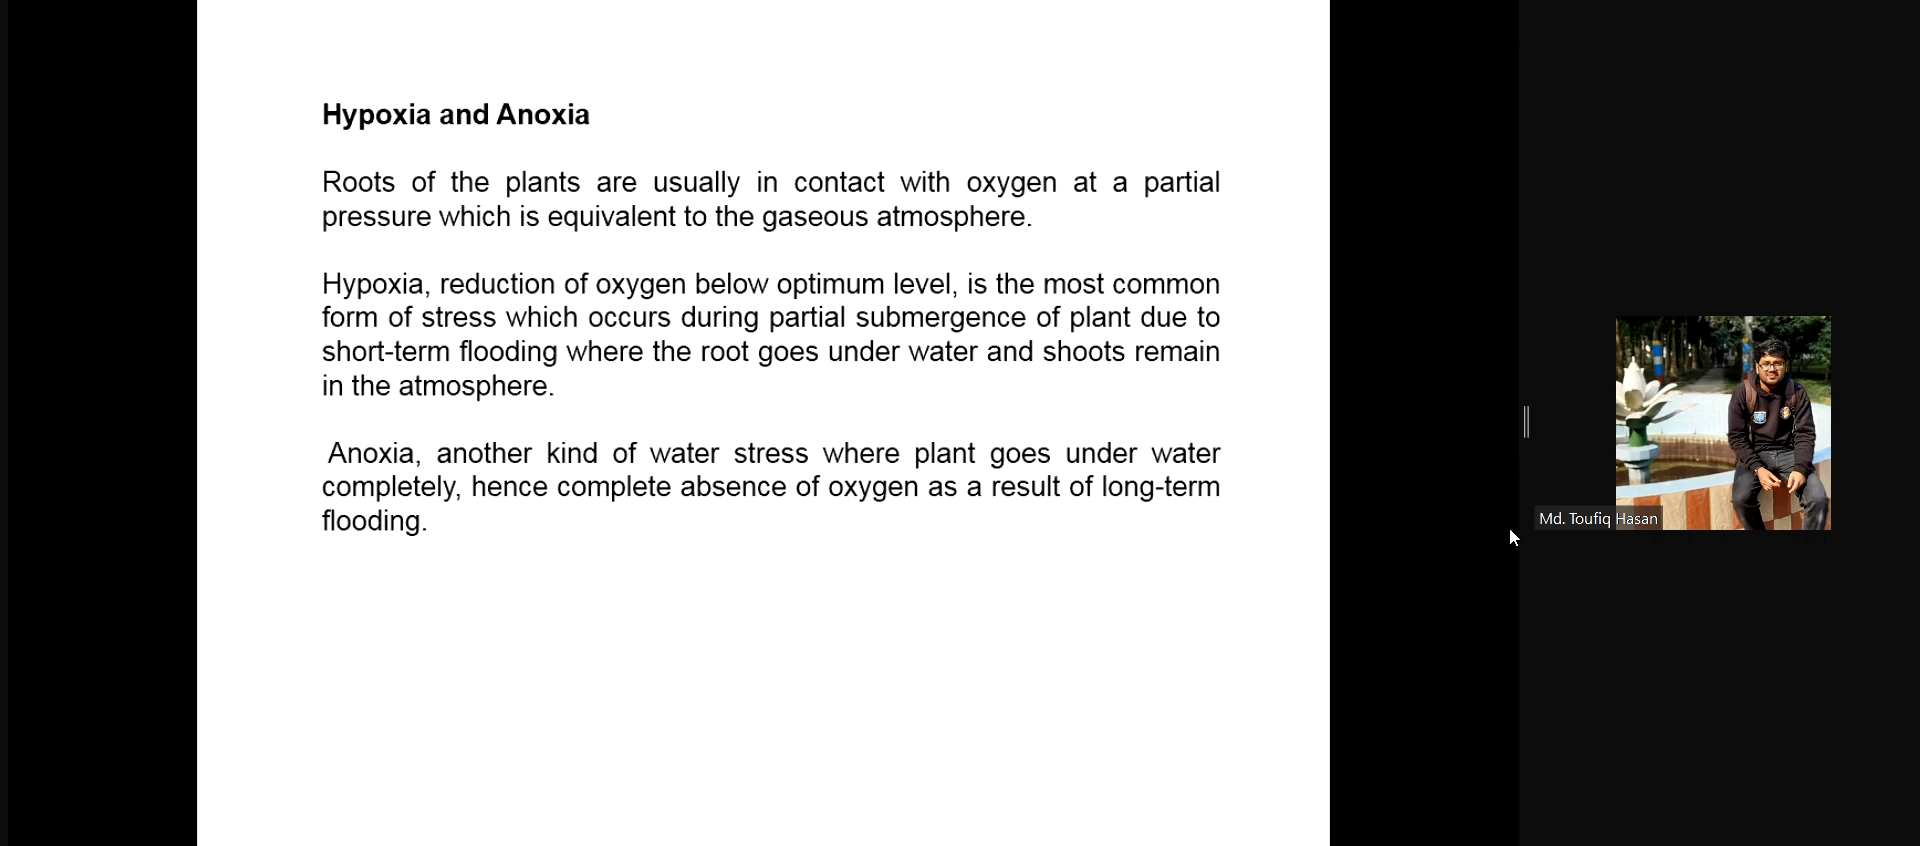 Hypoxia and Anoxia
Roots of the plants are usually in contact with oxygen at a partial
pressure which is equivalent to the gaseous atmosphere.
Hypoxia, reduction of oxygen below optimum level, is the most common
form of stress which occurs during partial submergence of plant due to
short-term flooding where the root goes under water and shoots remain
in the atmosphere.
Anoxia, another kind of water stress where plant goes under water
completely, hence complete absence of oxygen as a result of long-term
flooding.
Md. Toufiq Hasan